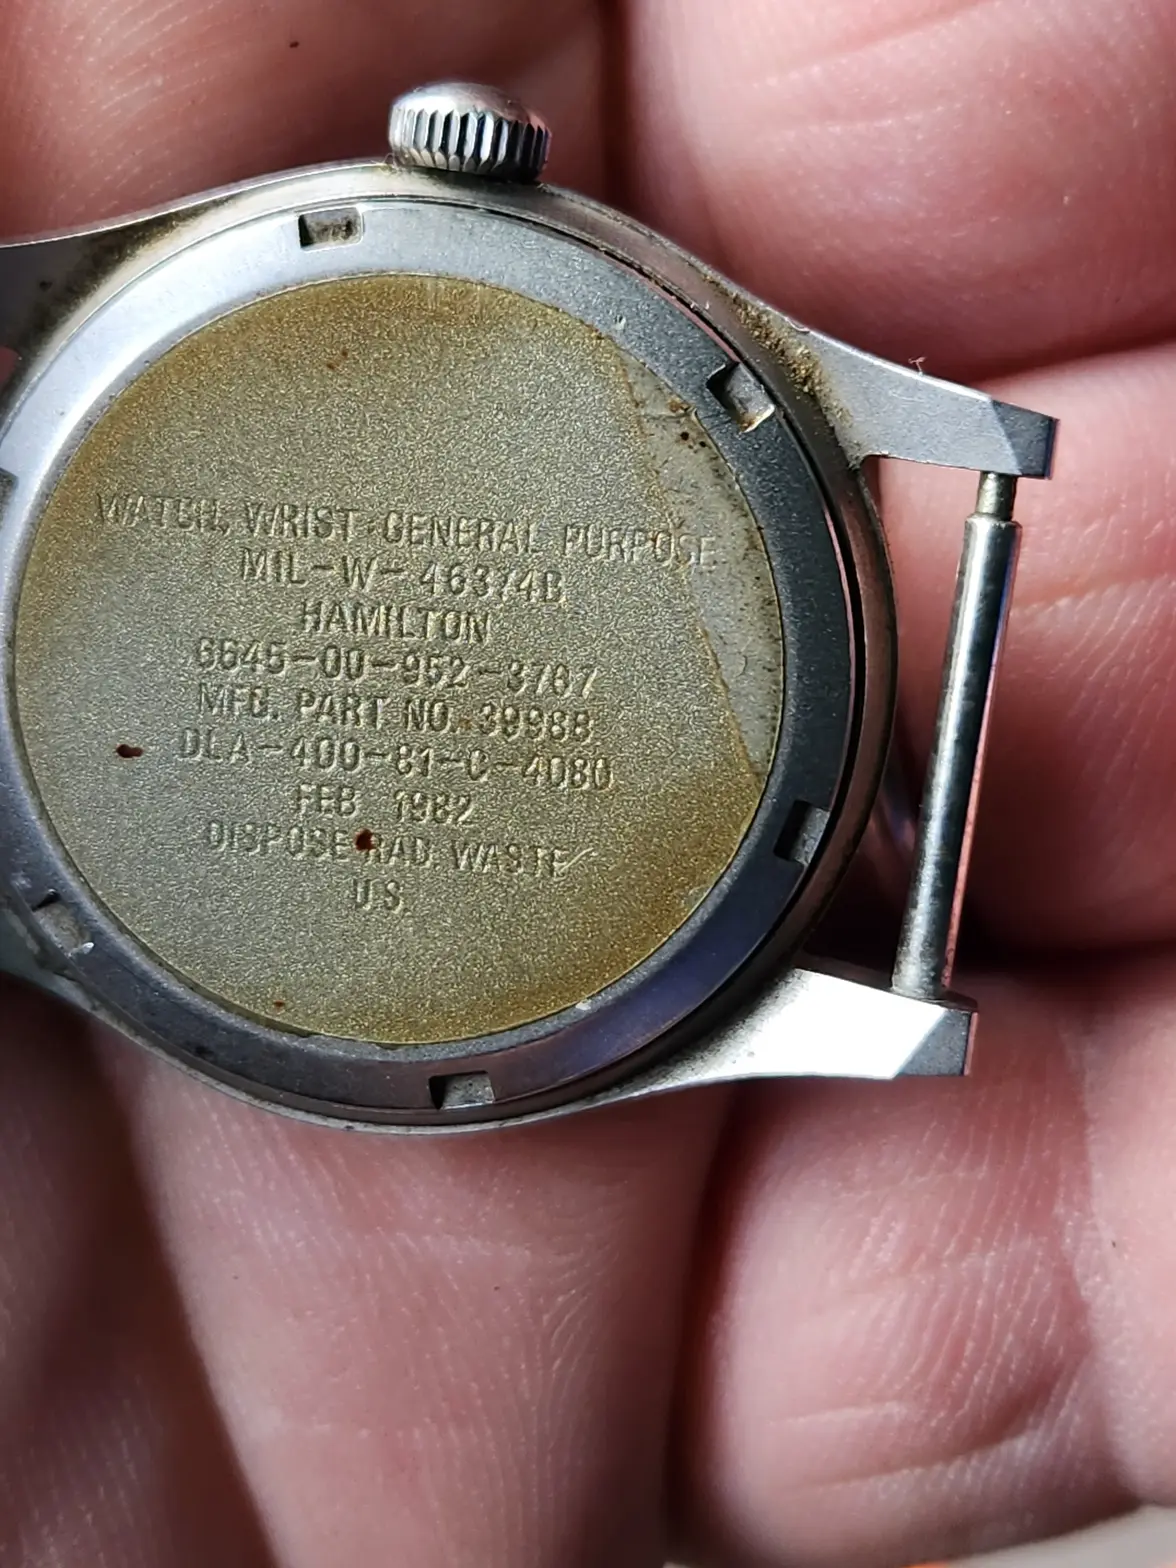 WATCH, WRIST-GENERAL PURPOSE
MIL-W-46374B
HAMILTON
6645-00-952-3767
MFG. PART NO. 39988
DLA-400-81-C-4080
FEB 1982
DISPOSE RAD WASTE
US